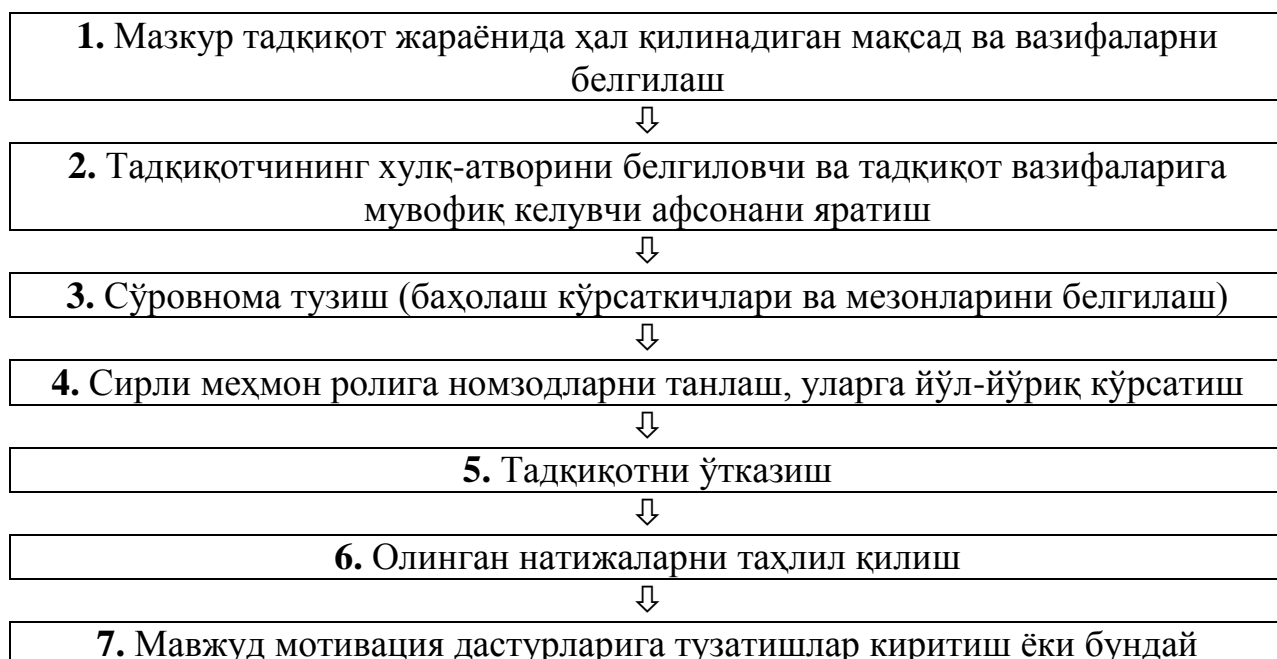 1. Мазкур тадқиқот жараёнида ҳал қилинадиган мақсад ва вазифаларни
белгилаш
⇩
2. Тадқиқотчининг хулқ-атворини белгиловчи ва тадқиқот вазифаларига
мувофиқ келувчи афсонани яратиш
⇩
3. Сўровнома тузиш (баҳолаш кўрсаткичлари ва мезонларини белгилаш)
⇩
4. Сирли меҳмон ролига номзодларни танлаш, уларга йўл-йўриқ кўрсатиш
⇩
5. Тадқиқотни ўтказиш
⇩
6. Олинган натижаларни таҳлил қилиш
⇩
7. Мавжуд мотивация дастурларига тузатишлар киритиш ёки бундай